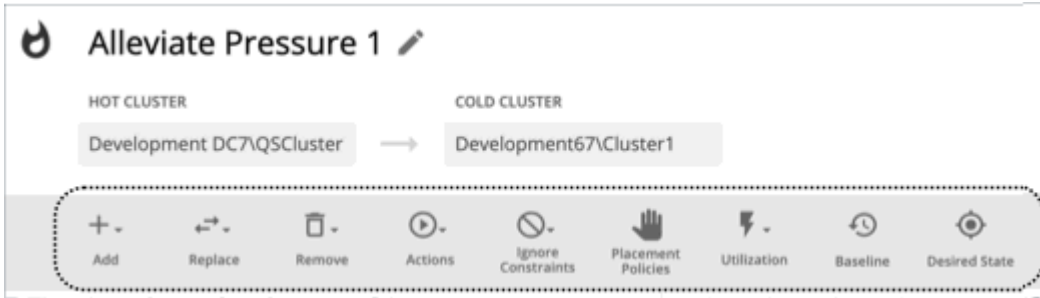 Alleviate Pressure 1
HOT CLUSTER COLD CLUSTER
Development DC7\QSCluster Development67\Cluster1
Add Replace Remove Actions Ignore Constraints Placement Policies Utilization Baseline Desired State